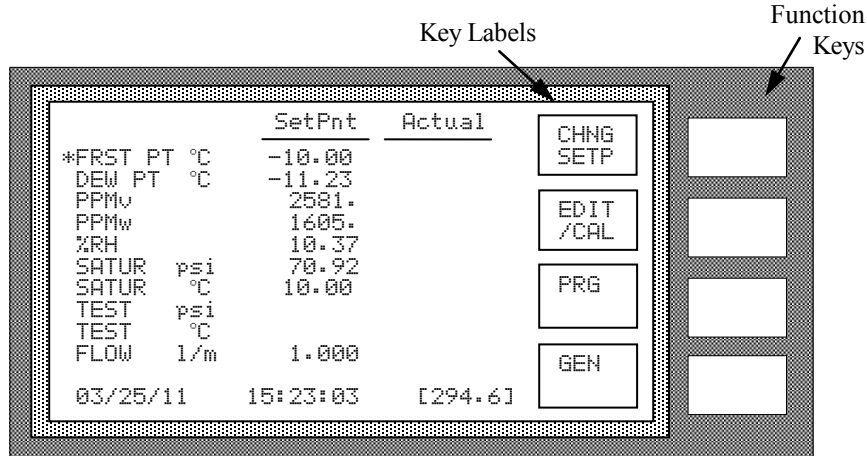 Key Labels
Function
Keys
SetPnt Actual
*FRST PT °C -10.00
DEW PT °C -11.23
PPMv 2581.
PPMw 1605.
%RH 10.37
SATUR psi 70.92
SATUR °C 10.00
TEST psi
TEST °C
FLOW l/m 1.000
03/25/11 15:23:03 [294.6]
CHNG
SETP
EDIT
/CAL
PRG
GEN